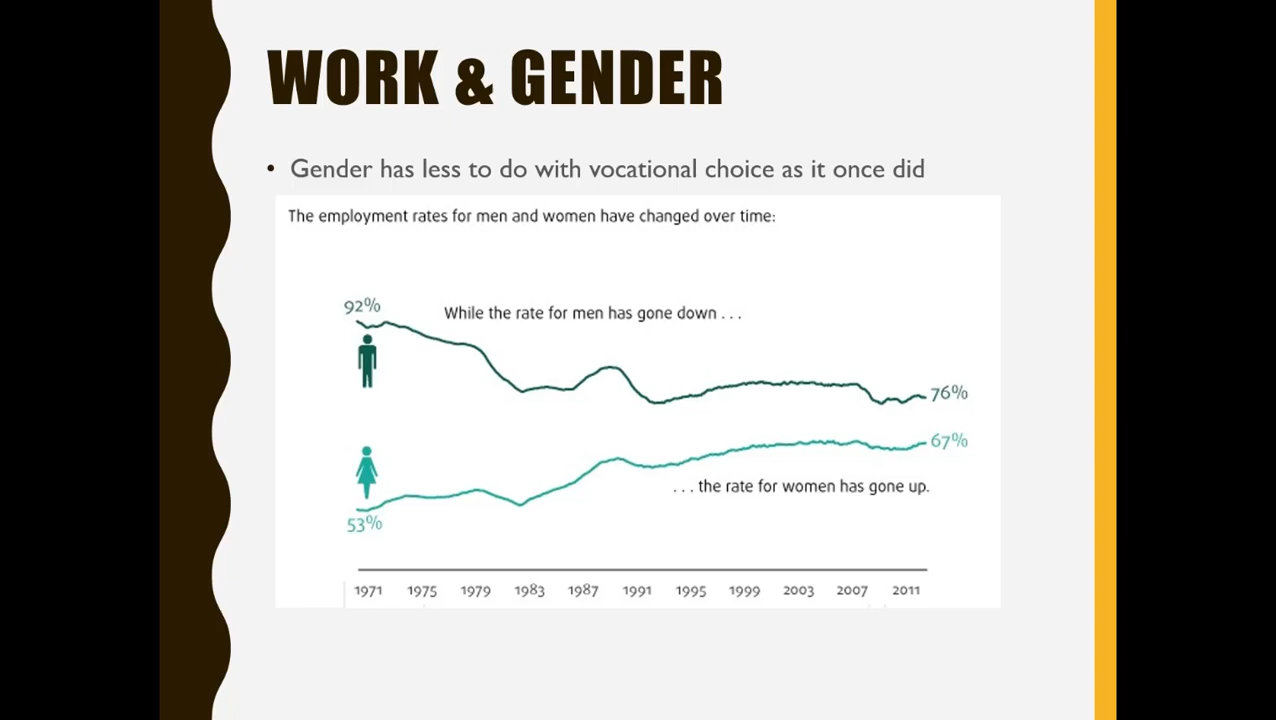 WORK & GENDER
• Gender has less to do with vocational choice as it once did
The employment rates for men and women have changed over time:
92%
While the rate for men has gone down . . .
76%
67%
. . . the rate for women has gone up.
53%
1971 1975 1979 1983 1987 1991 1995 1999 2003 2007 2011